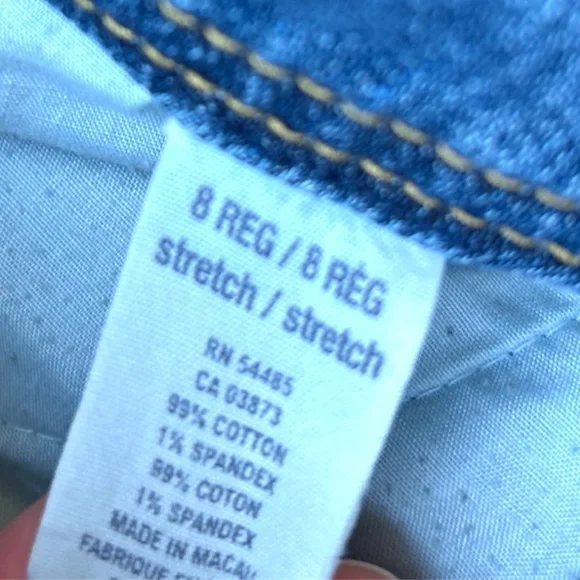 8 REG / 8 RÉG
stretch / stretch
RN 54485
CA 03873
99% COTTON
1% SPANDEX
99% COTON
1% SPANDEX
MADE IN MACAU
FABRIQUÉ